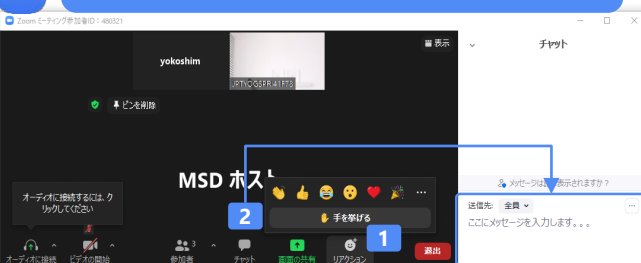 Zoom ミーティング参加者ID：480321
表示
チャット
yokoshim
ピンを削除
MSD ホスト
メッセージは誰に表示されますか？
オーディオに接続するには、ク
リックしてください
手を挙げる
2
1
送信先: 全員
ここにメッセージを入力します。。。
3
オーディオに接続
ビデオの開始
参加者
チャット
画面の共有
リアクション
退出